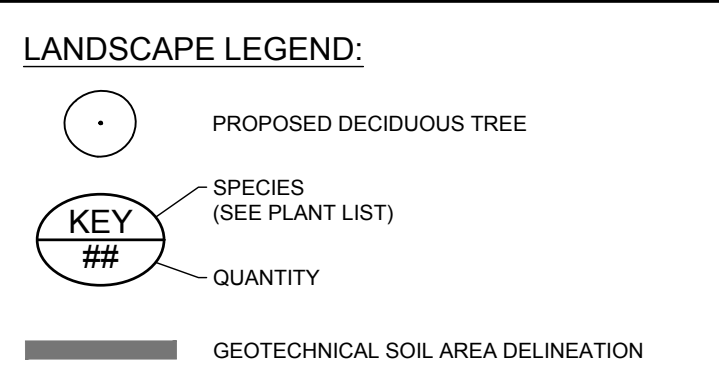 LANDSCAPE LEGEND:
PROPOSED DECIDUOUS TREE
SPECIES
(SEE PLANT LIST)
KEY
##
QUANTITY
GEOTECHNICAL SOIL AREA DELINEATION